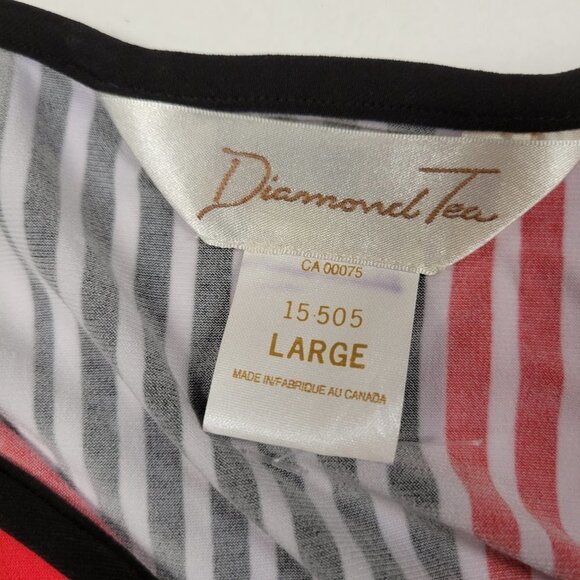 Diamond Tea
CA 00075
15-505
LARGE
MADE IN/FABRIQUE AU CANADA